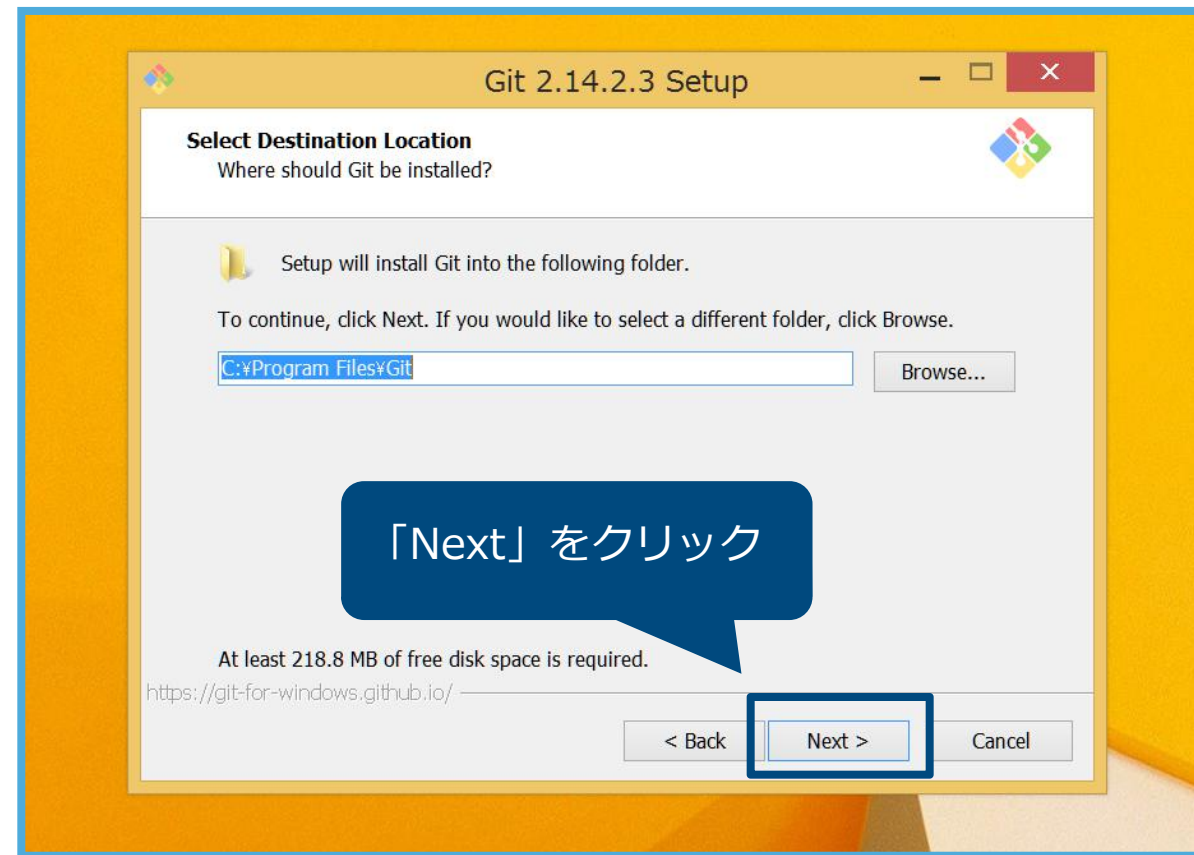 Git 2.14.2.3 Setup
Select Destination Location
Where should Git be installed?
Setup will install Git into the following folder.
To continue, click Next. If you would like to select a different folder, click Browse.
C:¥Program Files¥Git
Browse...
「Next」をクリック
At least 218.8 MB of free disk space is required.
https://git-for-windows.github.io/
< Back
Next >
Cancel